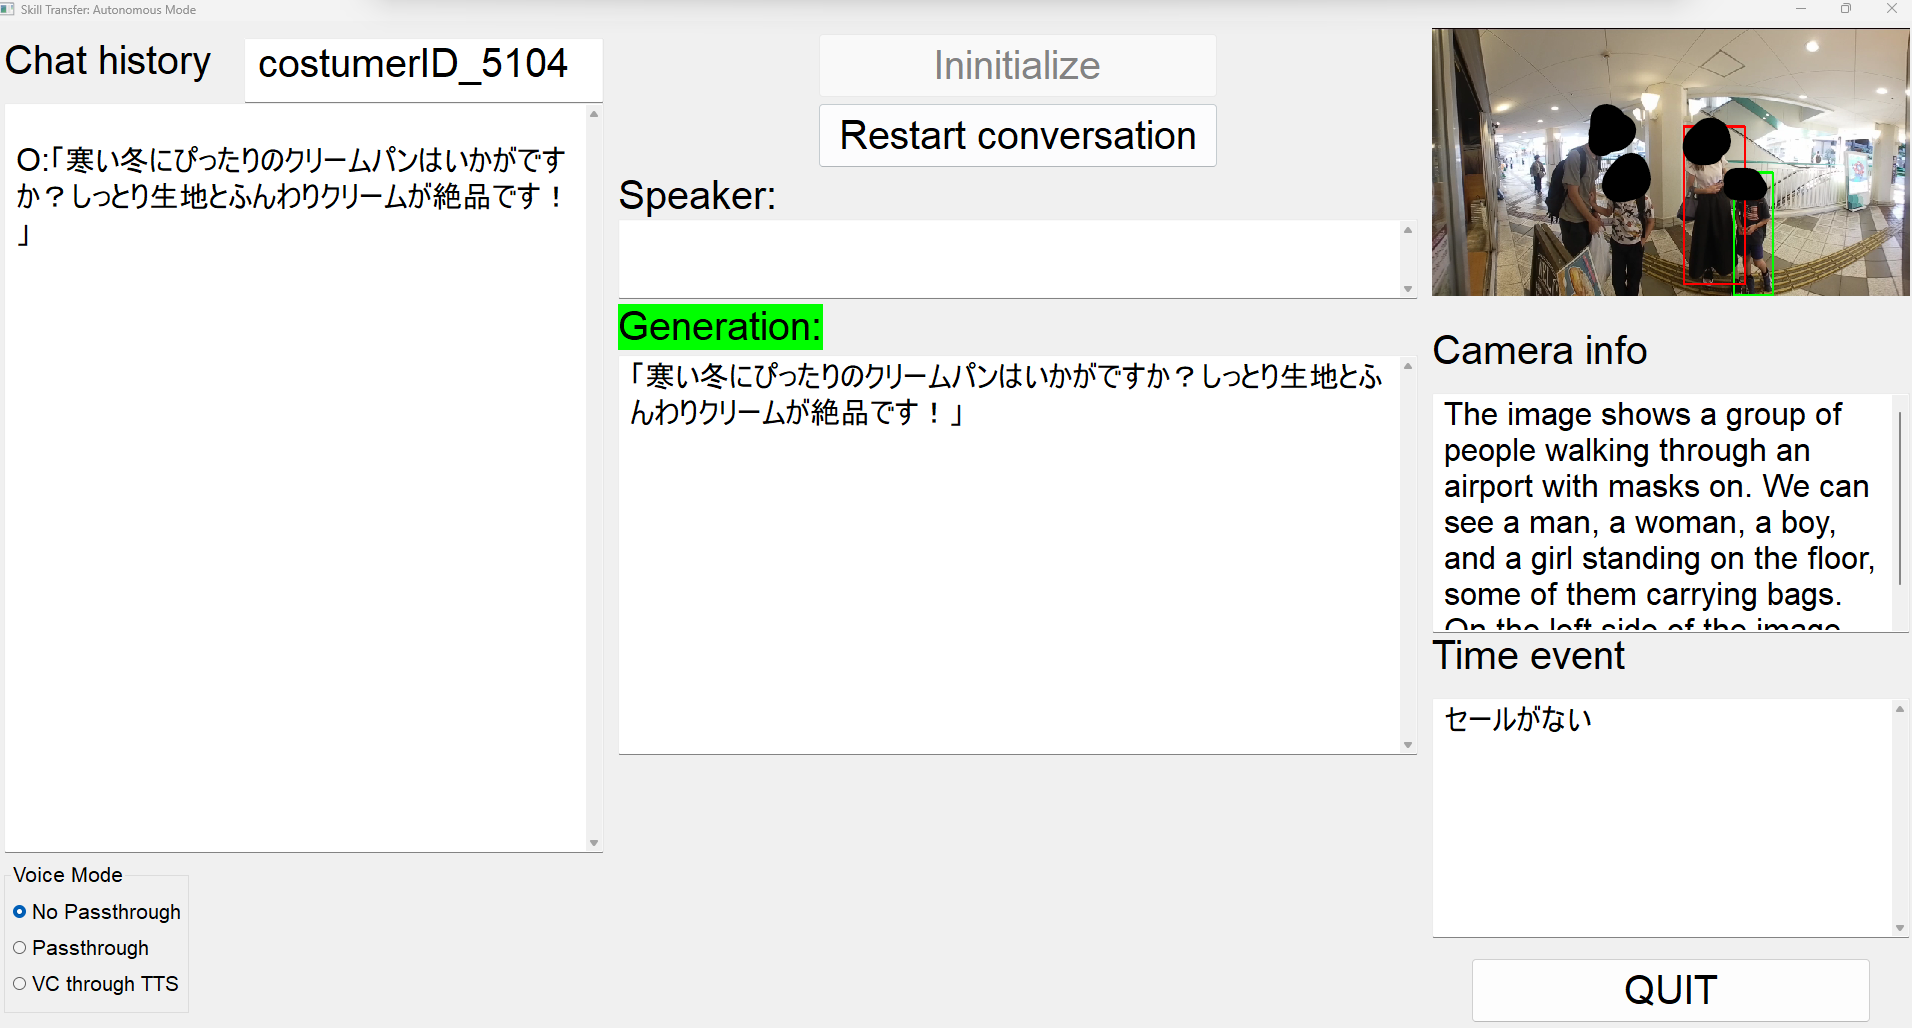 Skill Transfer: Autonomous Mode
Chat history
costumerID_5104
O:「寒い冬にぴったりのクリームパンはいかがです
か？しっとり生地とふんわりクリームが絶品です！
」
Voice Mode
No Passthrough
Passthrough
VC through TTS
Ininitialize
Restart conversation
Speaker:
Generation:
「寒い冬にぴったりのクリームパンはいかがですか？しっとり生地とふ
んわりクリームが絶品です！」
Camera info
The image shows a group of
people walking through an
airport with masks on. We can
see a man, a woman, a boy,
and a girl standing on the floor,
some of them carrying bags.
On the left side of the image
Time event
セールがない
QUIT